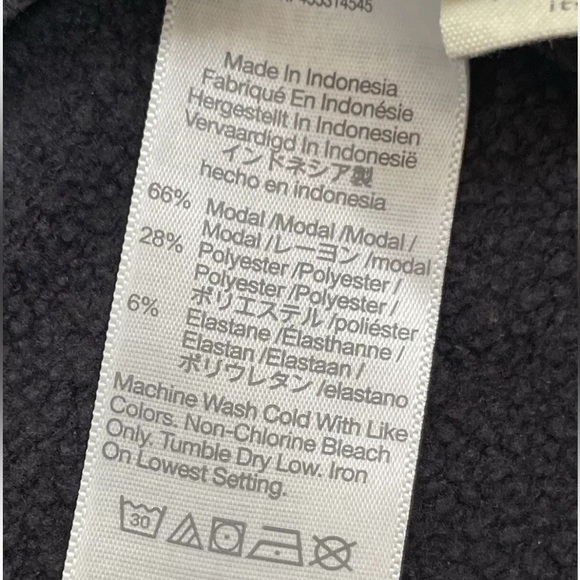 Made In Indonesia
Fabriqué En Indonésie
Hergestellt In Indonesien
Vervaardigd In Indonesië
インドネシア製
hecho en indonesia
66% Modal /Modal /Modal /
Modal /レーヨン /modal
28% Polyester /Polyester /
Polyester /Polyester /
ポリエステル /poliéster
6% Elastane /Elasthanne /
Elastan /Elastaan /
ポリウレタン /elastano
Machine Wash Cold With Like
Colors. Non-Chlorine Bleach
Only. Tumble Dry Low. Iron
On Lowest Setting.
30